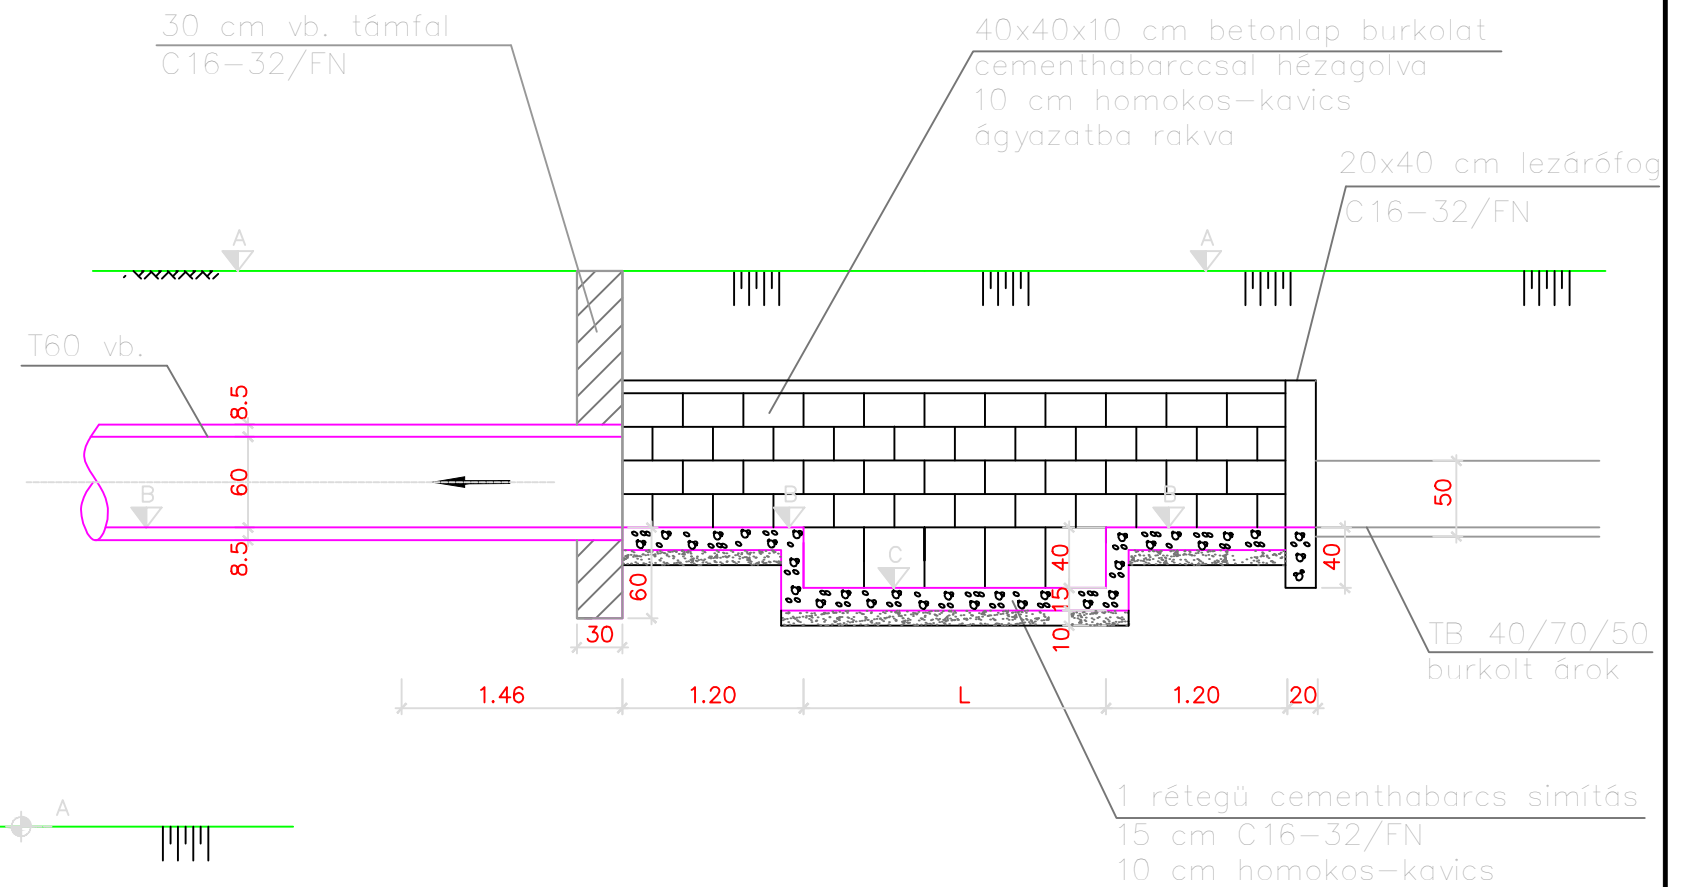 30 cm vb. támfal
C16-32/FN
40x40x10 cm betonlap burkolat
cementhabarccsal hézagolva
10 cm homokos-kavics
ágyazatba rakva
20x40 cm lezárófog
C16-32/FN
A
A
T60 vb.
8.5
60
8.5
B
B
B
C
50
40
40
15
10
60
30
TB 40/70/50
burkolt árok
1.46
1.20
L
1.20
20
1 rétegü cementhabarcs simítás
15 cm C16-32/FN
10 cm homokos-kavics
A